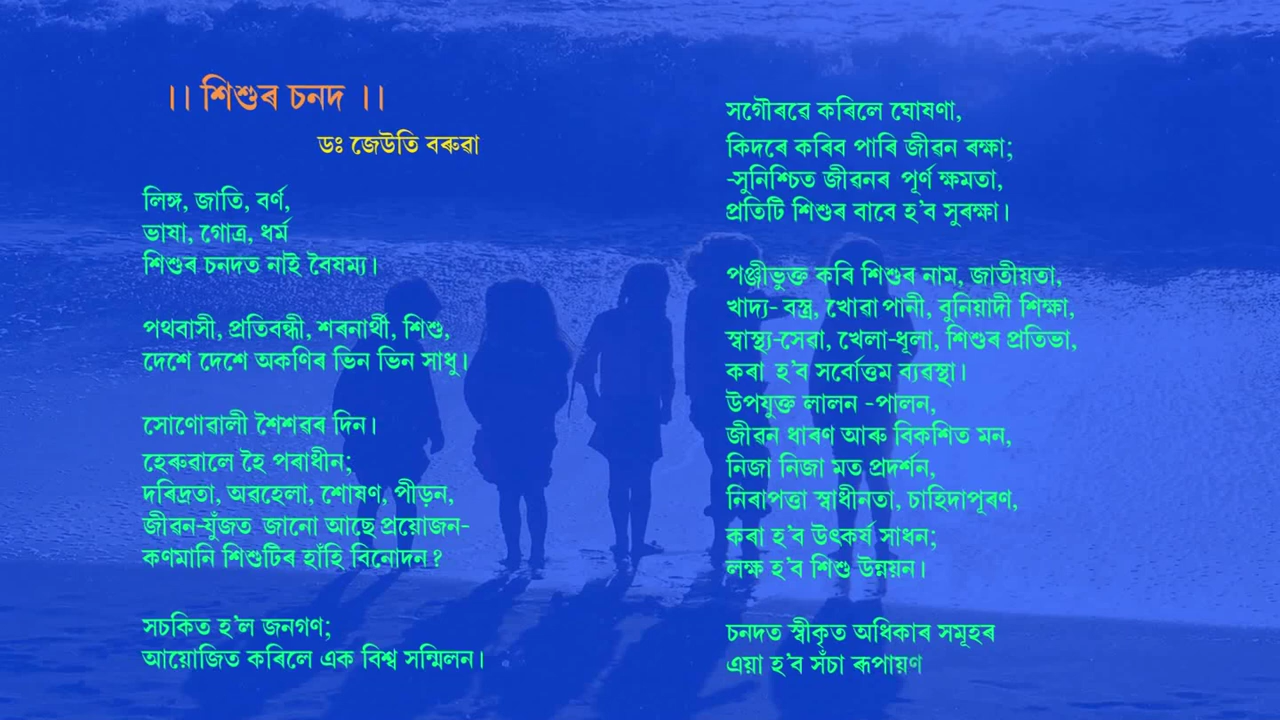 ।। শিশুৰ চনদ ।।
ডঃ জেউতি বৰুৱা
লিঙ্গ, জাতি, বৰ্ণ,
ভাষা, গোত্ৰ, ধৰ্ম
শিশুৰ চনদত নাই বৈষম্য।
পথবাসী, প্ৰতিবন্ধী, শৰনাৰ্থী, শিশু,
দেশে দেশে অকণিৰ ভিন ভিন সাধু।
সোণোৱালী শৈশৱৰ দিন।
হেৰুৱালে হৈ পৰাধীন;
দৰিদ্ৰতা, অৱহেলা, শোষণ, পীড়ন,
জীৱন-যুঁজত জানো আছে প্ৰয়োজন-
কণমানি শিশুটিৰ হাঁহি বিনোদন?
সচকিত হ'ল জনগণ;
আয়োজিত কৰিলে এক বিশ্ব সন্মিলন।
সগৌৰৱে কৰিলে ঘোষণা,
কিদৰে কৰিব পাৰি জীৱন ৰক্ষা;
-সুনিশ্চিত জীৱনৰ পূৰ্ণ ক্ষমতা,
প্ৰতিটি শিশুৰ বাবে হ'ব সুৰক্ষা।
পঞ্জীভুক্ত কৰি শিশুৰ নাম, জাতীয়তা,
খাদ্য- বস্ত্ৰ, খোৱা পানী, বুনিয়াদী শিক্ষা,
স্বাস্থ্য-সেৱা, খেলা-ধূলা, শিশুৰ প্ৰতিভা,
কৰা হ'ব সৰ্বোত্তম ব্যৱস্থা।
উপযুক্ত লালন -পালন,
জীৱন ধাৰণ আৰু বিকশিত মন,
নিজা নিজা মত প্ৰদৰ্শন,
নিৰাপত্তা স্বাধীনতা, চাহিদাপূৰণ,
কৰা হ'ব উৎকৰ্য সাধন;
লক্ষ হ'ব শিশু উন্নয়ন।
চনদত স্বীকৃত অধিকাৰ সমূহৰ
এয়া হ'ব সঁচা ৰূপায়ণ